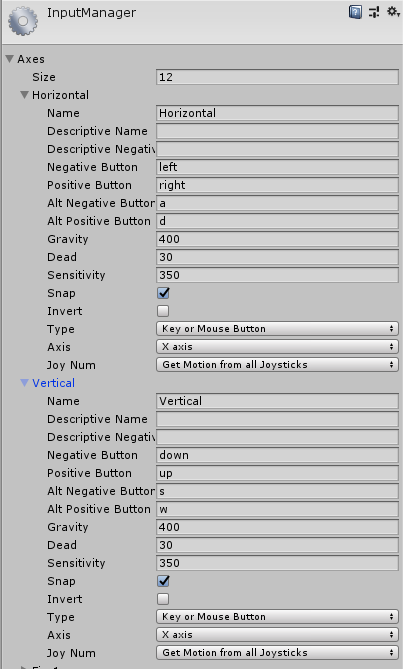 InputManager
Axes
Size 12
Horizontal
Name Horizontal
Descriptive Name
Descriptive Negativ
Negative Button left
Positive Button right
Alt Negative Button a
Alt Positive Button d
Gravity 400
Dead 30
Sensitivity 350
Snap
Invert
Type Key or Mouse Button
Axis X axis
Joy Num Get Motion from all Joysticks
Vertical
Name Vertical
Descriptive Name
Descriptive Negativ
Negative Button down
Positive Button up
Alt Negative Button s
Alt Positive Button w
Gravity 400
Dead 30
Sensitivity 350
Snap
Invert
Type Key or Mouse Button
Axis X axis
Joy Num Get Motion from all Joysticks